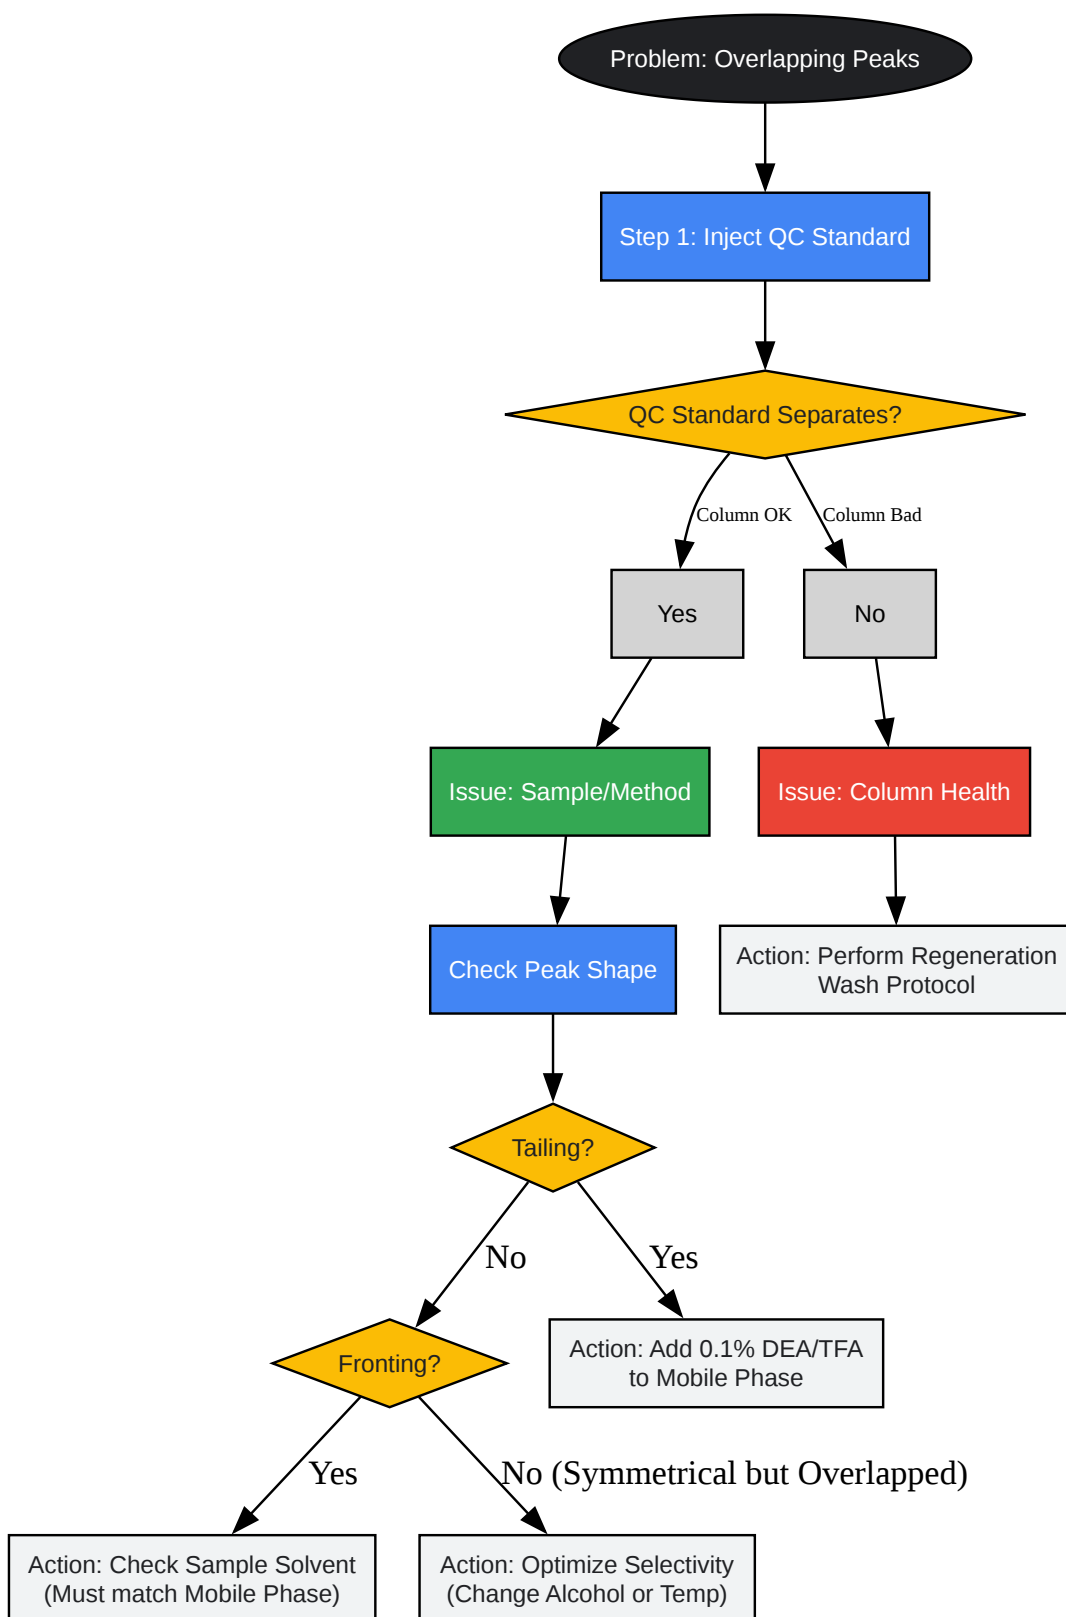 Problem: Overlapping Peaks
Step 1: Inject QC Standard
QC Standard Separates?
Column OK
Column Bad
Yes
No
Issue: Sample/Method
Issue: Column Health
Check Peak Shape
Action: Perform Regeneration
Wash Protocol
Tailing?
No
Yes
Fronting?
Action: Add 0.1% DEA/TFA
to Mobile Phase
Yes
No (Symmetrical but Overlapped)
Action: Check Sample Solvent
(Must match Mobile Phase)
Action: Optimize Selectivity
(Change Alcohol or Temp)